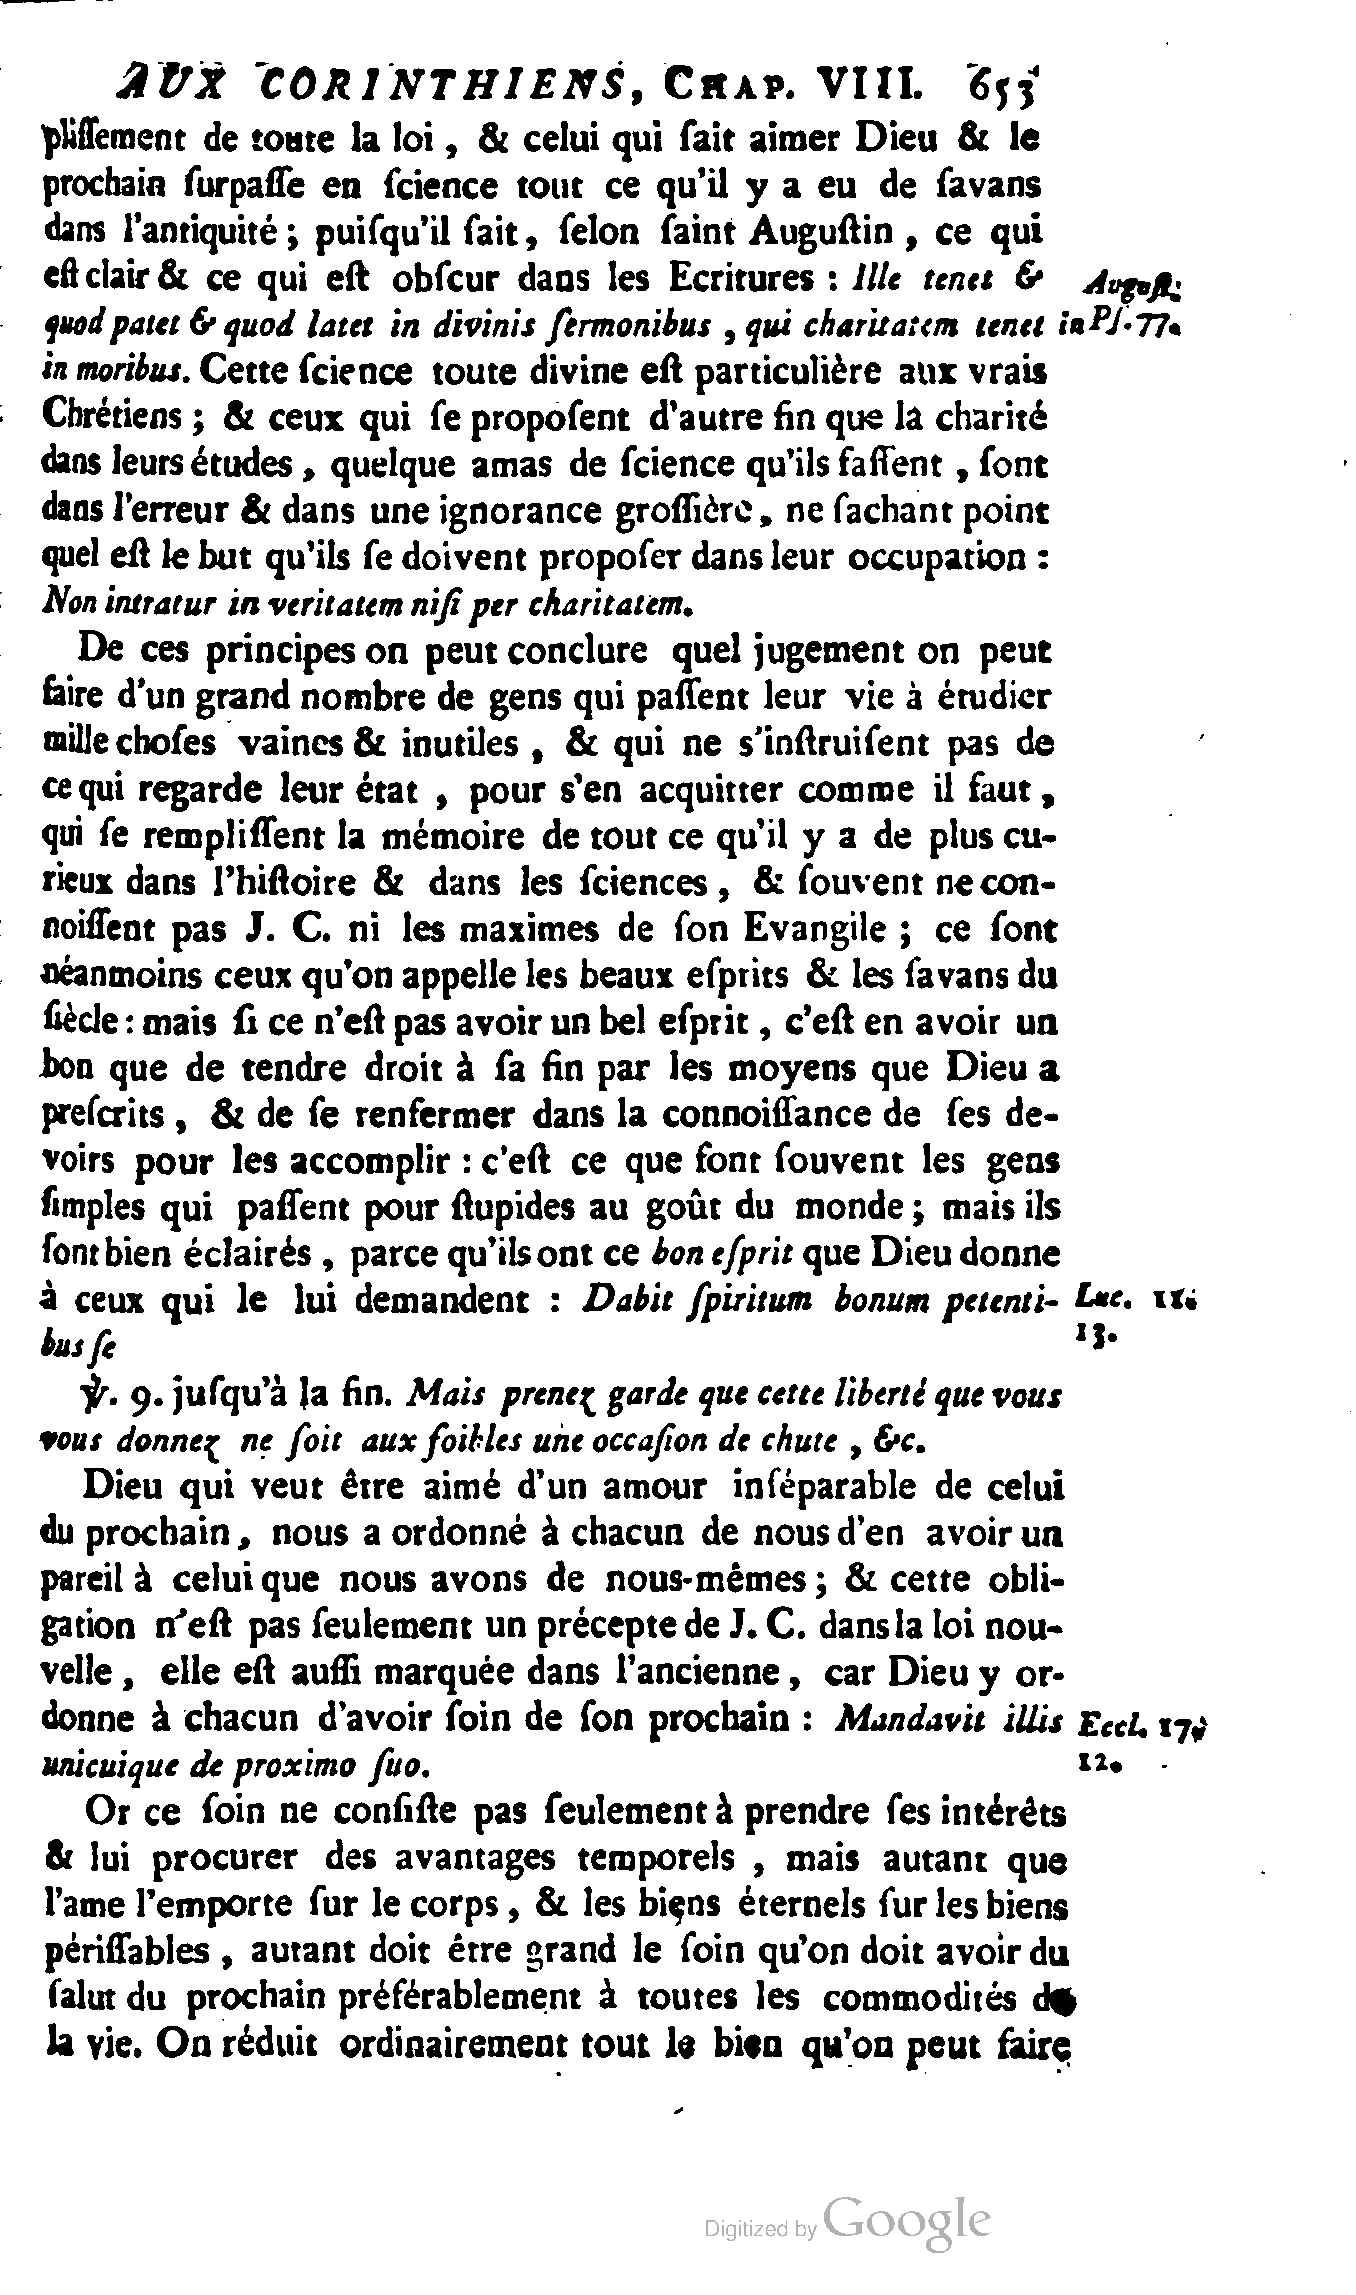 AUX CORINTHIENS, CHAP. VIII. 653
pliſſement de toute la loi, & celui qui ſait aimer Dieu & le
prochain ſurpaſſe en ſcience tout ce qu'il y a eu de ſavans
dans l'antiquité; puiſqu'il ſait, ſelon ſaint Auguſtin, ce qui
eſt clair & ce qui eſt obſcur dans les Ecritures : Ille tenet & Auguſt.
quod patet & quod latet in divinis ſermonibus, qui charitatem tenet in Pſ. 77.
in moribus. Cette ſcience toute divine eſt particulière aux vrais
Chrétiens; & ceux qui ſe propoſent d'autre fin que la charité
dans leurs études, quelque amas de ſcience qu'ils faſſent, ſont
dans l'erreur & dans une ignorance groſſière, ne ſachant point
quel eſt le but qu'ils ſe doivent propoſer dans leur occupation :
Non intratur in veritatem niſi per charitatem.
De ces principes on peut conclure quel jugement on peut
faire d'un grand nombre de gens qui paſſent leur vie à étudier
mille choſes vaines & inutiles, & qui ne s'inſtruiſent pas de
ce qui regarde leur état, pour s'en acquitter comme il faut,
qui ſe rempliſſent la mémoire de tout ce qu'il y a de plus cu-
rieux dans l'hiſtoire & dans les ſciences, & ſouvent ne con-
noiſſent pas J. C. ni les maximes de ſon Evangile; ce ſont
néanmoins ceux qu'on appelle les beaux eſprits & les ſavans du
ſiècle : mais ſi ce n'eſt pas avoir un bel eſprit, c'eſt en avoir un
bon que de tendre droit à ſa fin par les moyens que Dieu a
preſcrits, & de ſe renfermer dans la connoiſſance de ſes de-
voirs pour les accomplir : c'eſt ce que font ſouvent les gens
ſimples qui paſſent pour ſtupides au goût du monde; mais ils
ſont bien éclairés, parce qu'ils ont ce bon eſprit que Dieu donne
à ceux qui le lui demandent : Dabit ſpiritum bonum petenti- Luc. 11.
bus ſe 13.
℣. 9. juſqu'à la fin. Mais prenez garde que cette liberté que vous
vous donnez ne ſoit aux foibles une occaſion de chute, &c.
Dieu qui veut être aimé d'un amour inſéparable de celui
du prochain, nous a ordonné à chacun de nous d'en avoir un
pareil à celui que nous avons de nous-mêmes; & cette obli-
gation n'eſt pas ſeulement un précepte de J. C. dans la loi nou-
velle, elle eſt auſſi marquée dans l'ancienne, car Dieu y or-
donne à chacun d'avoir ſoin de ſon prochain : Mandavit illis Eccl. 17.
unicuique de proximo ſuo. 12.
Or ce ſoin ne conſiſte pas ſeulement à prendre ſes intérêts
& lui procurer des avantages temporels, mais autant que
l'ame l'emporte ſur le corps, & les biens éternels ſur les biens
périſſables, autant doit être grand le ſoin qu'on doit avoir du
ſalut du prochain préférablement à toutes les commodités de
la vie. On réduit ordinairement tout le bien qu'on peut faire
Digitized by Google